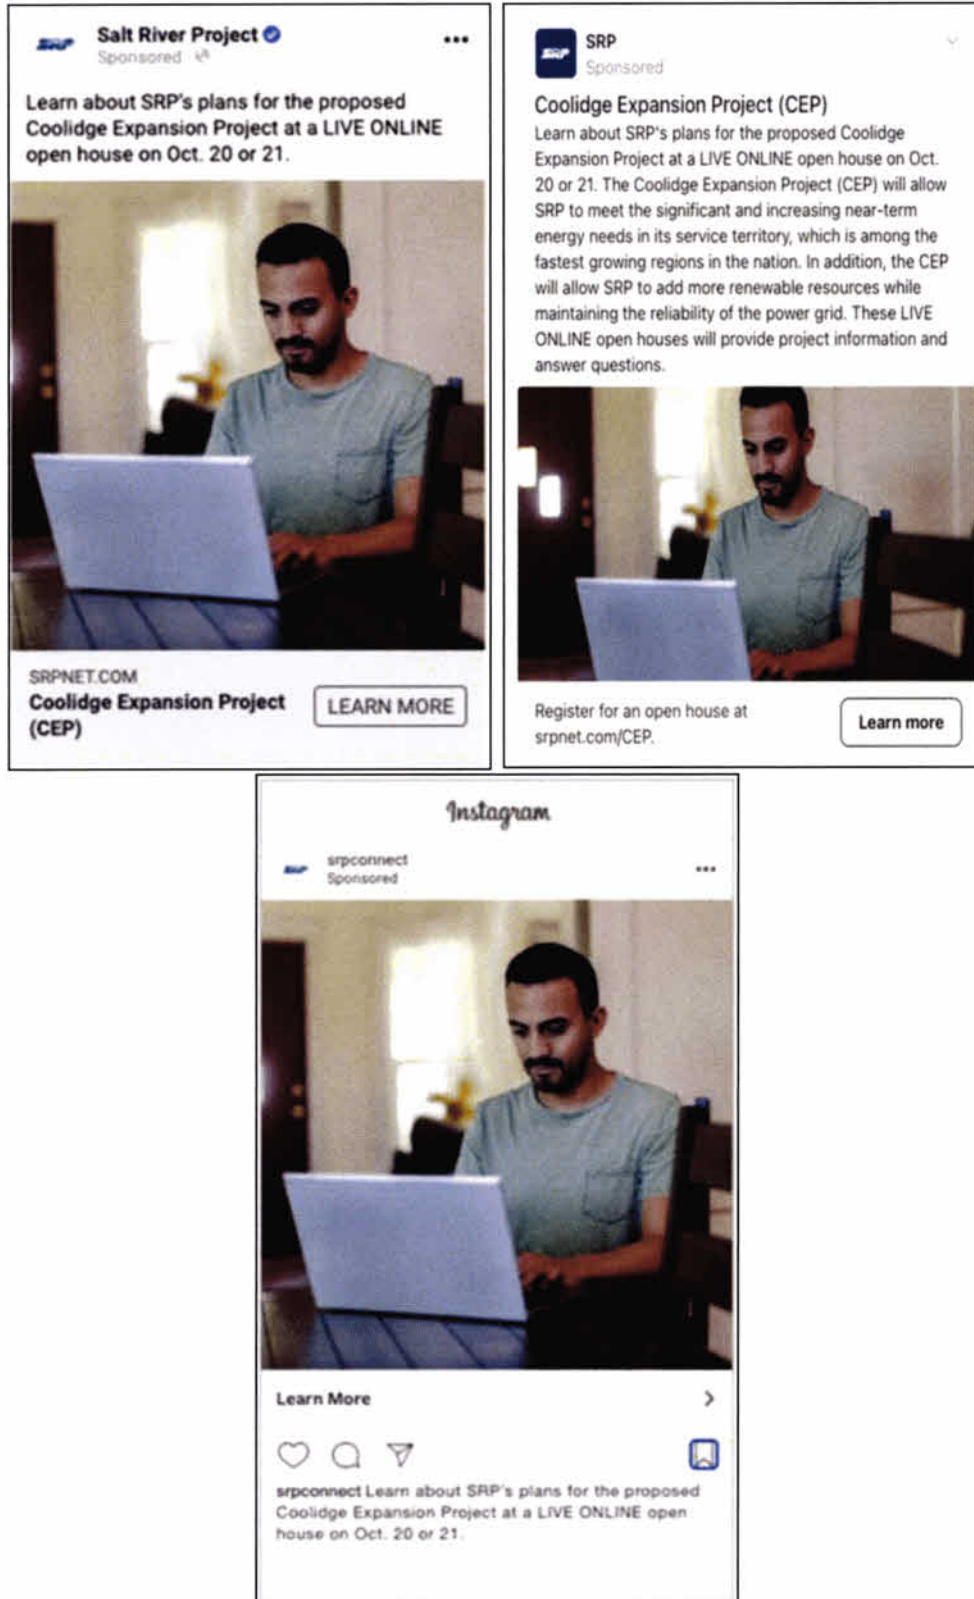 Salt River Project
SRP
Sponsored
Learn about SRP's plans for the proposed
Coolidge Expansion Project at a LIVE ONLINE
open house on Oct. 20 or 21.
SRPNET.COM
Coolidge Expansion Project
(CEP)
LEARN MORE
SRP
SRP
Sponsored
Coolidge Expansion Project (CEP)
Learn about SRP's plans for the proposed Coolidge
Expansion Project at a LIVE ONLINE open house on Oct.
20 or 21. The Coolidge Expansion Project (CEP) will allow
SRP to meet the significant and increasing near-term
energy needs in its service territory, which is among the
fastest growing regions in the nation. In addition, the CEP
will allow SRP to add more renewable resources while
maintaining the reliability of the power grid. These LIVE
ONLINE open houses will provide project information and
answer questions.
Register for an open house at
srpnet.com/CEP.
Learn more
Instagram
srpconnect
SRP
Sponsored
Learn More
srpconnect Learn about SRP's plans for the proposed
Coolidge Expansion Project at a LIVE ONLINE open
house on Oct. 20 or 21.